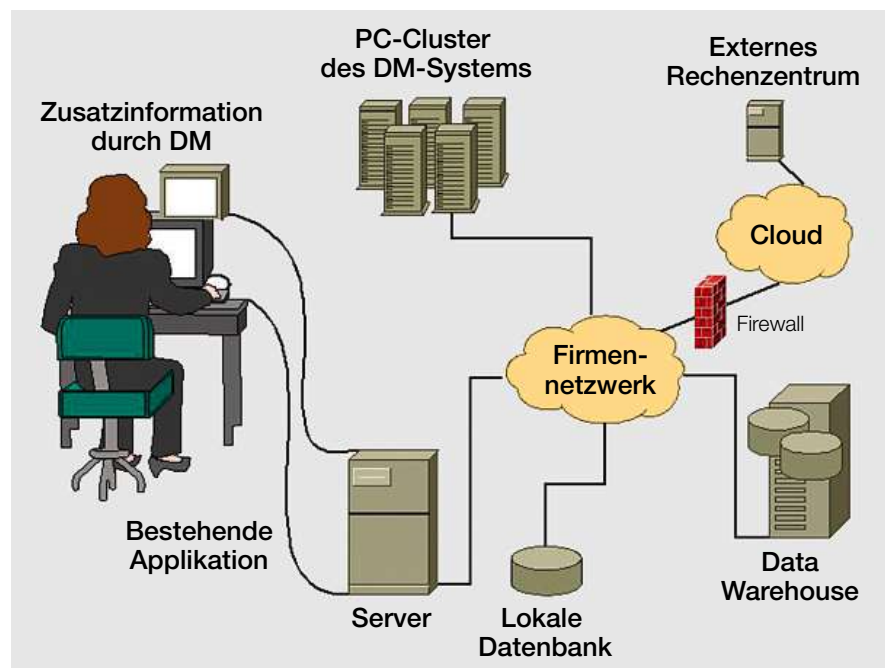 PC-Cluster
des DM-Systems
Externes
Rechenzentrum
Zusatzinformation
durch DM
Cloud
Firewall
Firmen-
netzwerk
Bestehende
Applikation
Server
Lokale
Datenbank
Data
Warehouse